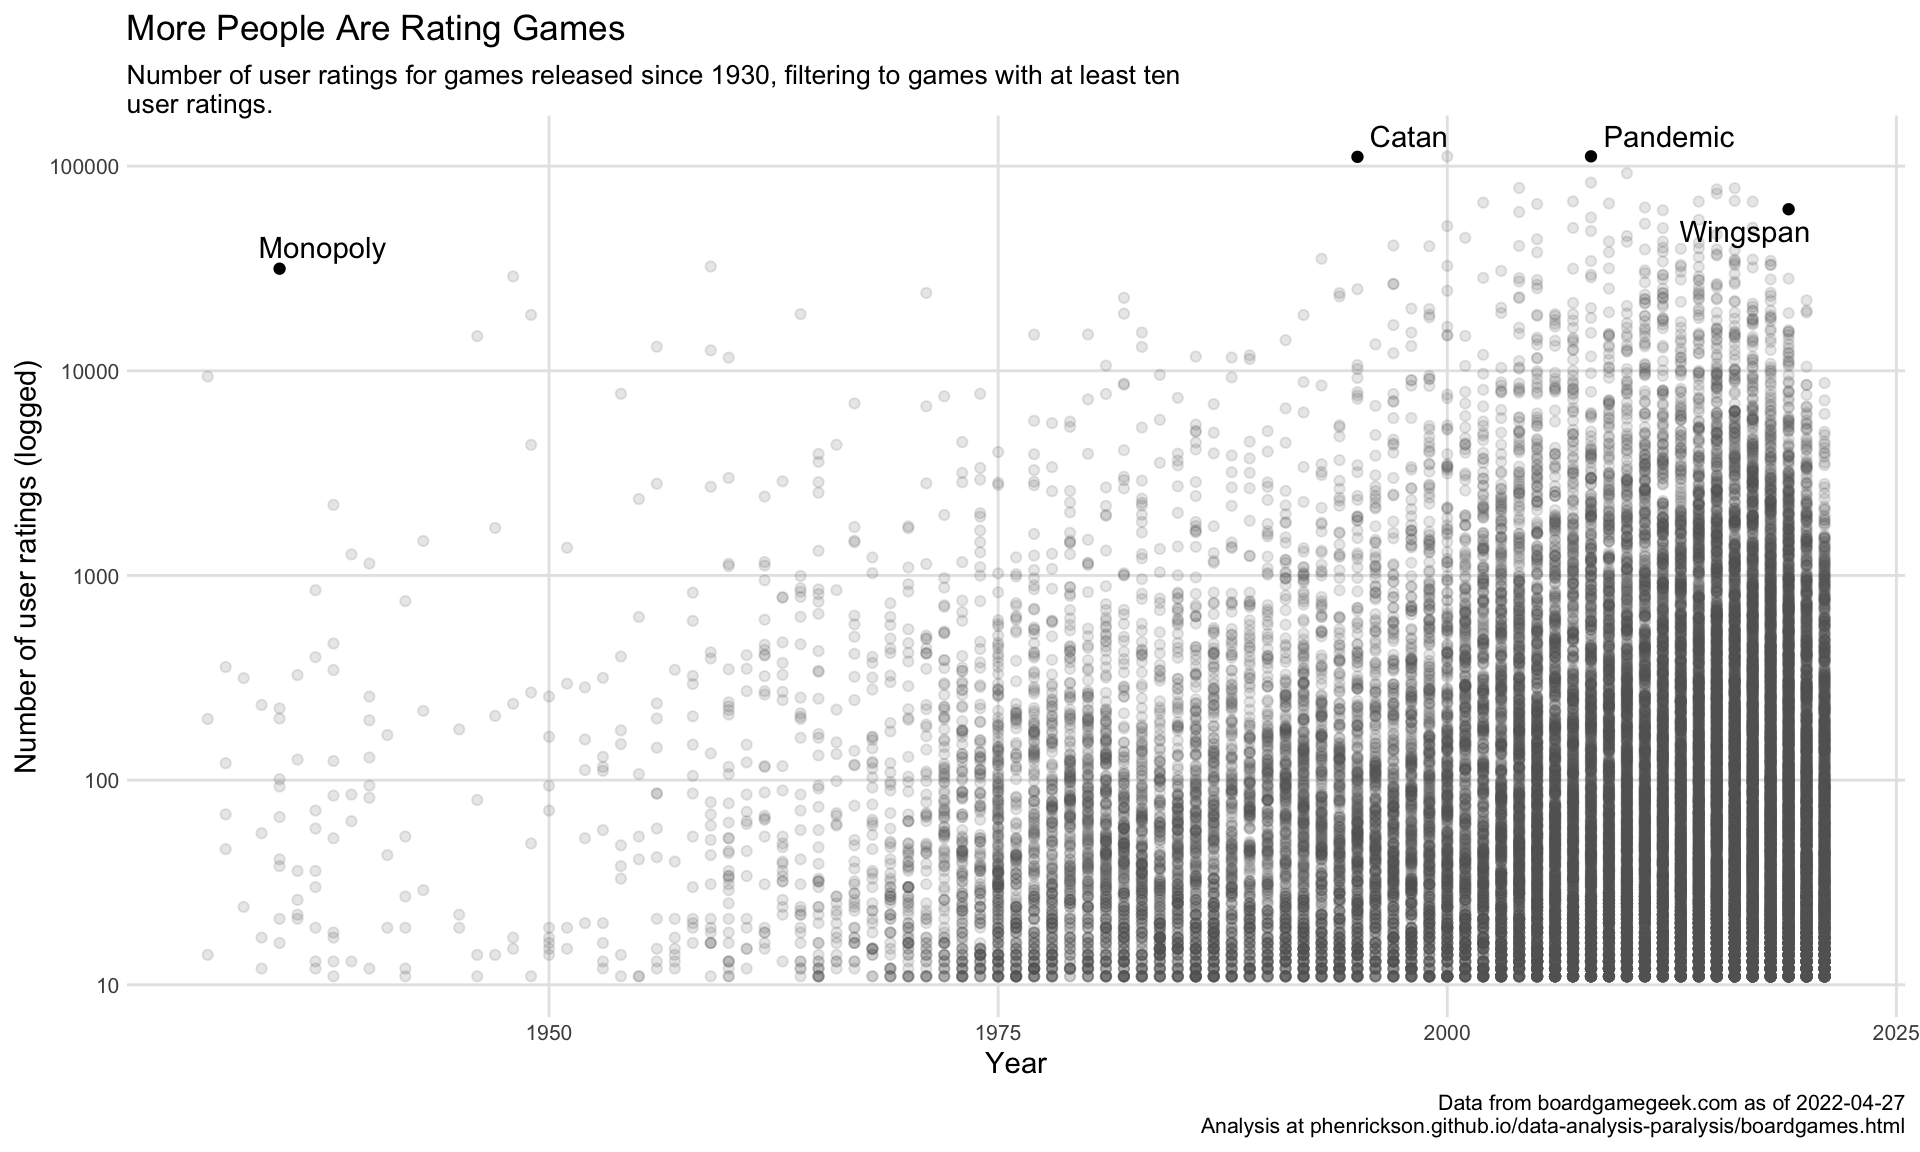 More People Are Rating Games
Number of user ratings for games released since 1930, filtering to games with at least ten
user ratings.
Catan
Pandemic
100000
Wingspan
Monopoly
10000
Number of user ratings (logged)
1000
100
10
1950
1975
2000
2025
Year
Data from boardgamegeek.com as of 2022-04-27
Analysis at phenrickson.github.io/data-analysis-paralysis/boardgames.html